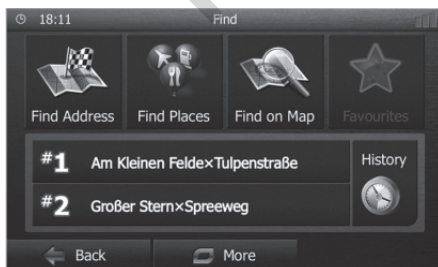 18:11 Find
Find Address Find Places Find on Map Favourites
#1 Am Kleinen Felde×Tulpenstraße History
#2 Großer Stern×Spreeweg
Back More